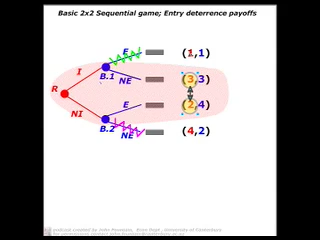 Basic 2x2 Sequential game; Entry deterrence payoffs
E (1,1)
I B.1
NE (3,3)
R
E (2,4)
NI B.2
NE (4,2)